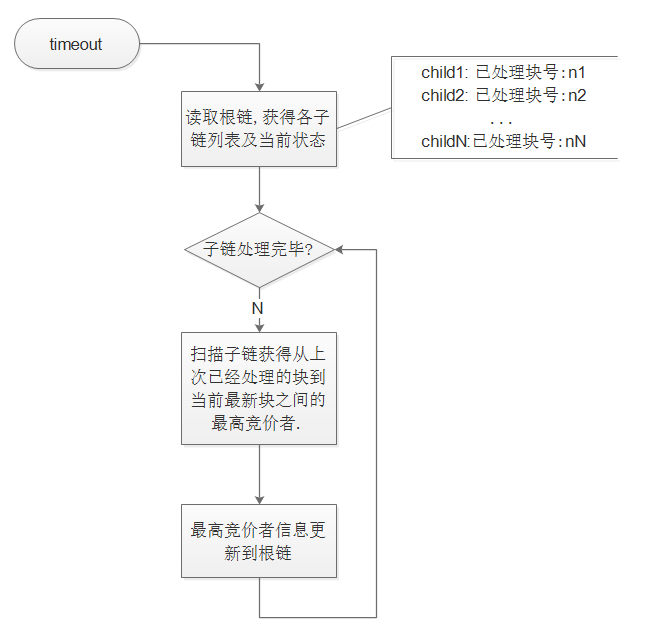 timeout
读取根链,获得各子
链列表及当前状态
child1: 已处理块号:n1
child2: 已处理块号:n2
...
childN:已处理块号:nN
子链处理完毕?
N
扫描子链获得从上
次已经处理的块到
当前最新块之间的
最高竞价者.
最高竞价者信息更
新到根链